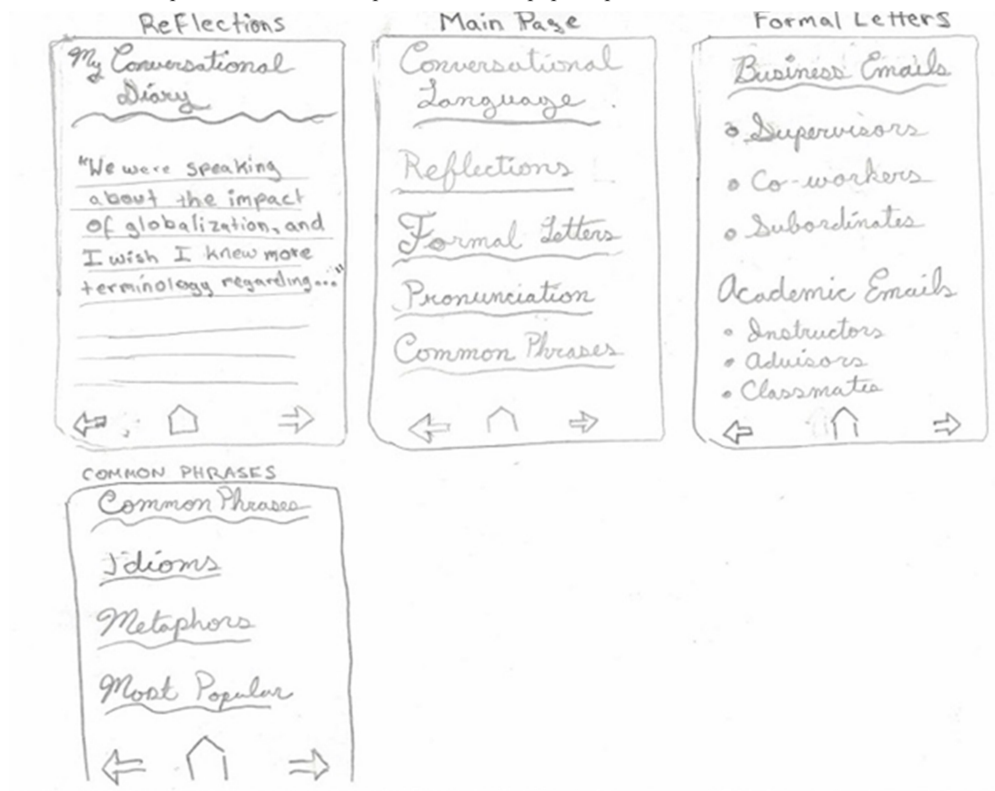 Reflections
My Conversational
Diary
"We were speaking
about the impact
of globalization, and
I wish I knew more
terminology regarding..."
Main Page
Conversational
Language
Reflections
Formal Letters
Pronunciation
Common Phrases
Formal Letters
Business Emails
• Supervisors
• Co-workers
• Subordinates
Academic Emails
• Instructors
• Advisors
• Classmates
COMMON PHRASES
Common Phrases
Idioms
Metaphors
Most Popular